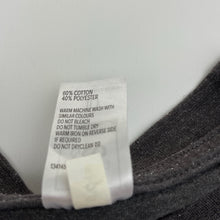 60% COTTON
40% POLYESTER
WARM MACHINE WASH WITH
SIMILAR COLOURS
DO NOT BLEACH
DO NOT TUMBLE DRY
WARM IRON ON REVERSE SIDE
IF REQUIRED
DO NOT DRYCLEAN